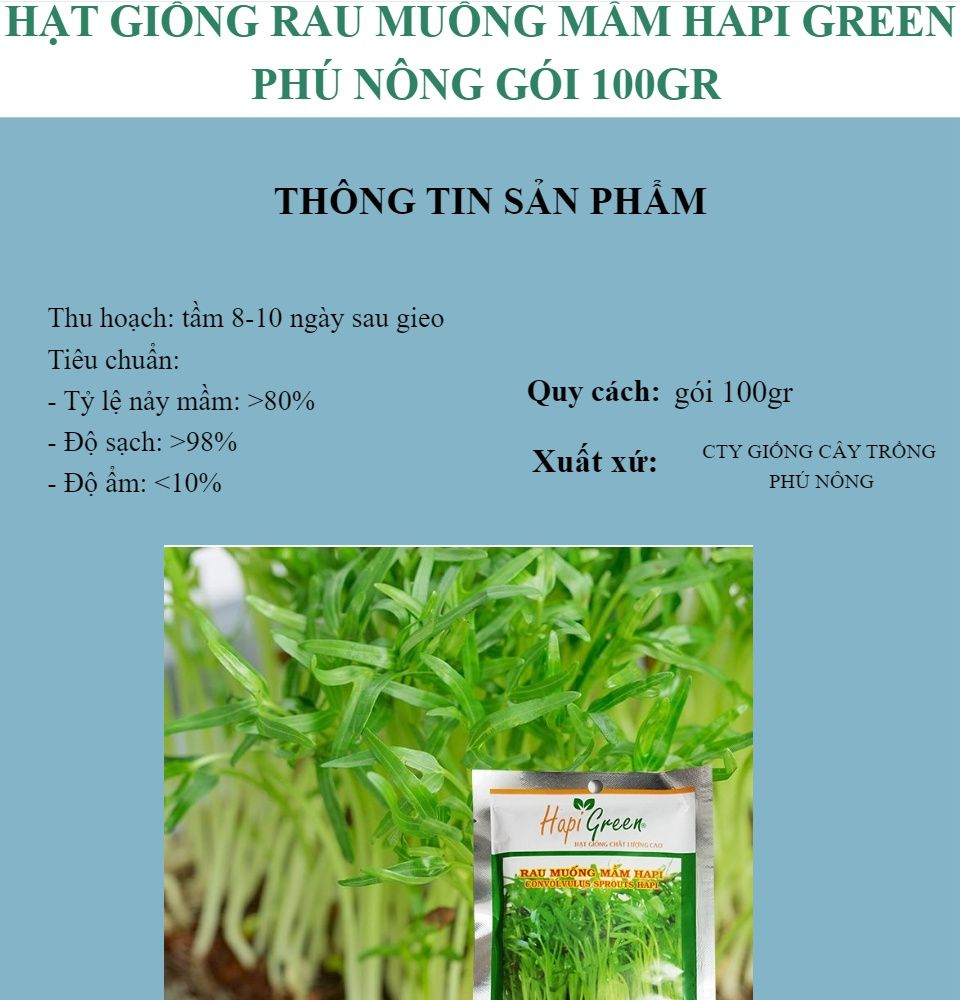 HẠT GIỐNG RAU MUỐNG MẦM HAPI GREEN
PHÚ NÔNG GÓI 100GR
THÔNG TIN SẢN PHẨM
Thu hoạch: tầm 8-10 ngày sau gieo
Tiêu chuẩn:
- Tỷ lệ nảy mầm: >80%
- Độ sạch: >98%
- Độ ẩm: <10%
Quy cách: gói 100gr
Xuất xứ: CTY GIỐNG CÂY TRỒNG
PHÚ NÔNG
Hapi Green®
HẠT GIỐNG CHẤT LƯỢNG CAO
RAU MUỐNG MẦM HAPI
CONVOLVULUS SPROUTS HAPI